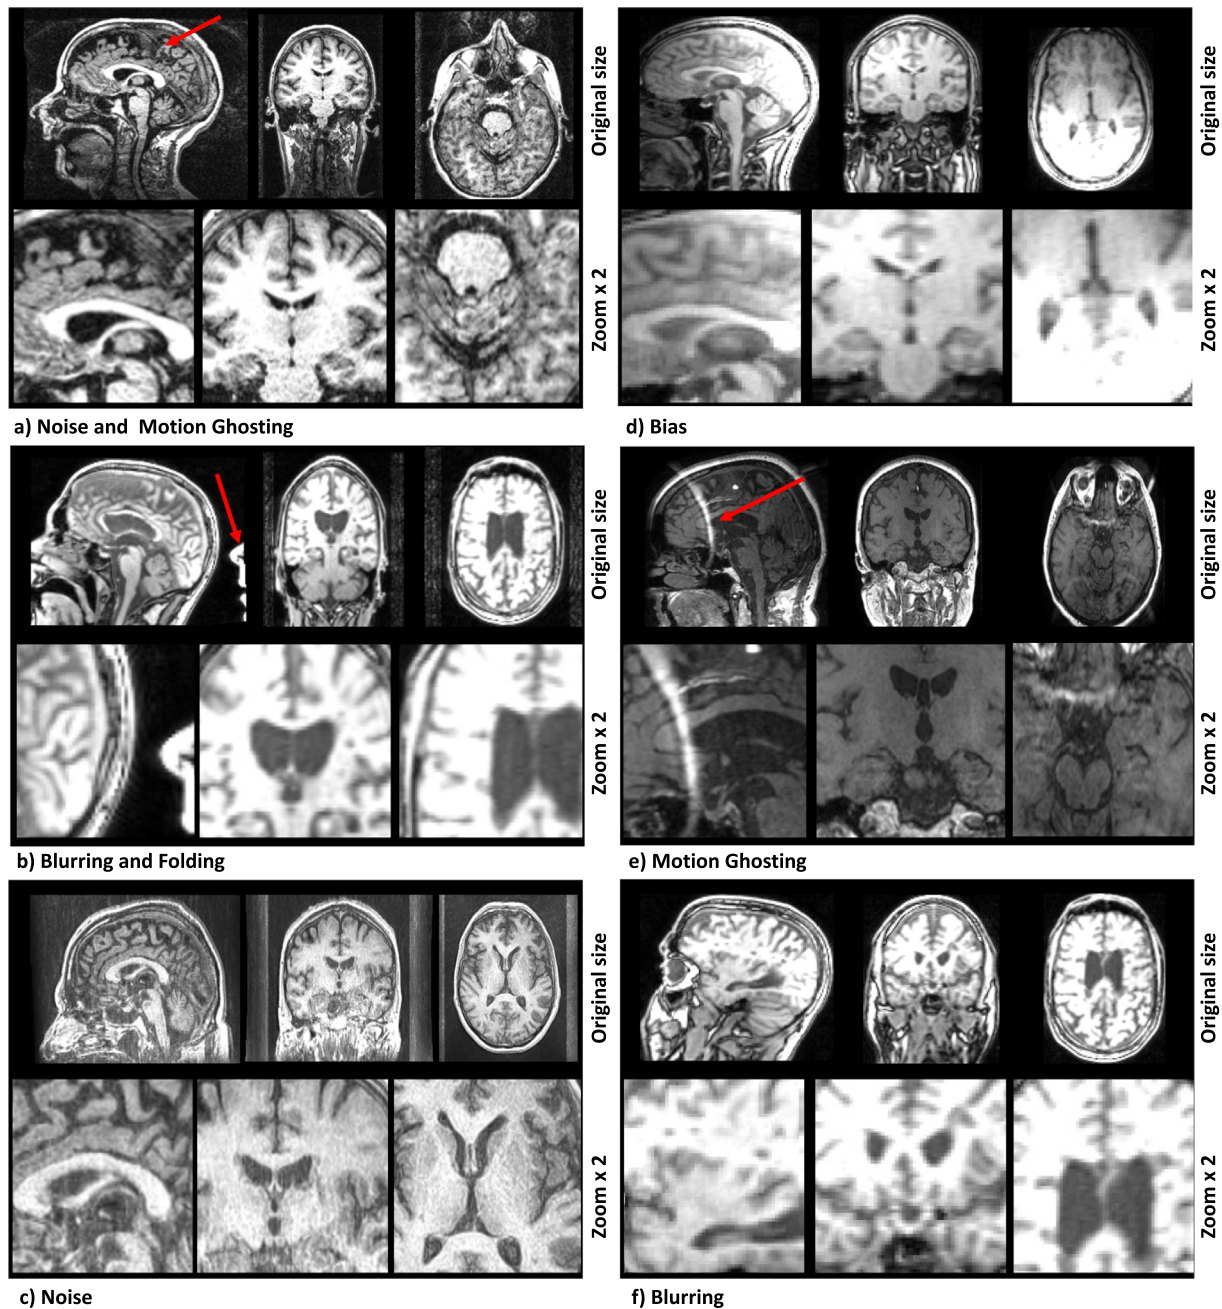 Original size
Zoom x 2
a) Noise and Motion Ghosting
Original size
Zoom x 2
d) Bias
Original size
Zoom x 2
b) Blurring and Folding
Original size
Zoom x 2
e) Motion Ghosting
Original size
Zoom x 2
c) Noise
Original size
Zoom x 2
f) Blurring